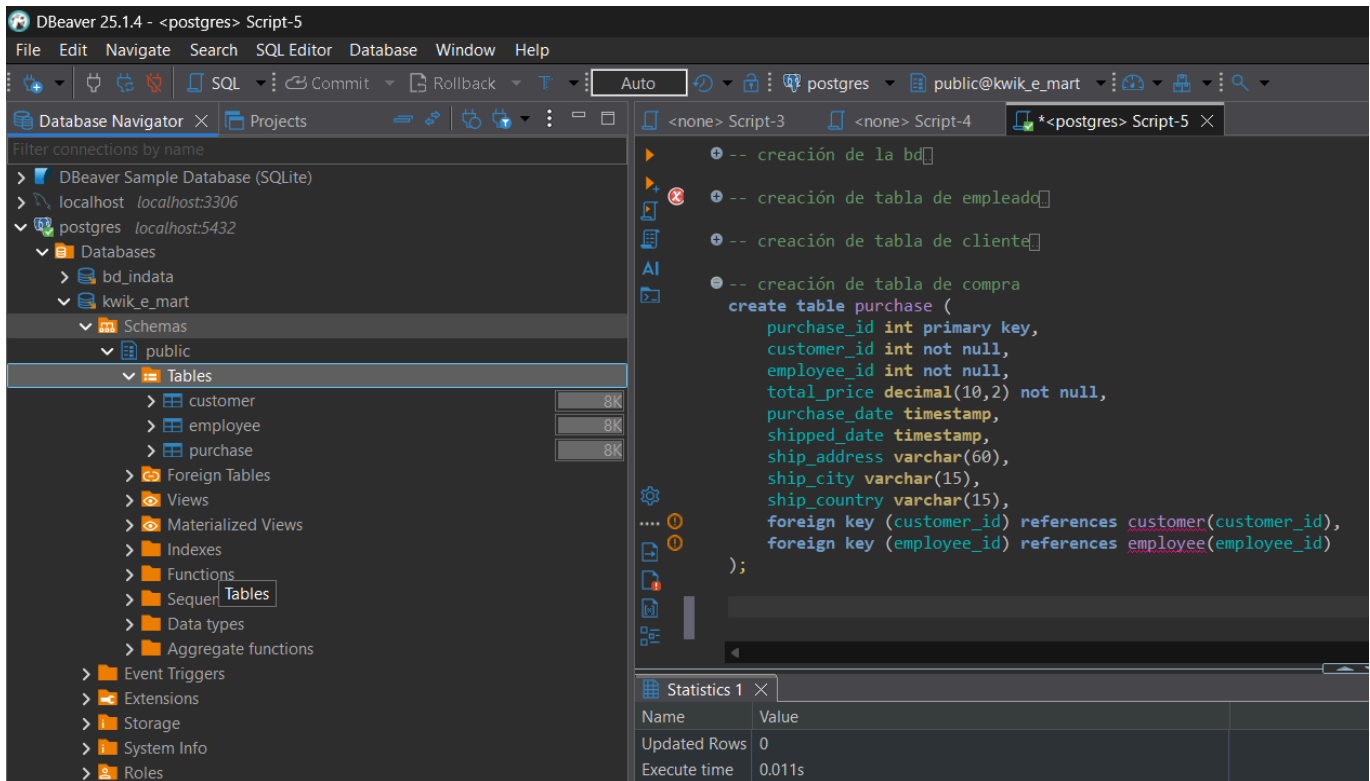 DBeaver 25.1.4 - <postgres> Script-5
File Edit Navigate Search SQL Editor Database Window Help
SQL Commit Rollback T Auto postgres public@kwik_e_mart
Database Navigator Projects
Filter connections by name
DBeaver Sample Database (SQLite)
localhost localhost:3306
postgres localhost:5432
Databases
bd_indata
kwik_e_mart
Schemas
public
Tables
customer 8K
employee 8K
purchase 8K
Foreign Tables
Views
Materialized Views
Indexes
Functions
Sequen
Tables
Data types
Aggregate functions
Event Triggers
Extensions
Storage
System Info
Roles
<none> Script-3 <none> Script-4 *<postgres> Script-5
AI
-- creación de la bd
-- creación de tabla de empleado
-- creación de tabla de cliente
-- creación de tabla de compra
create table purchase (
purchase_id int primary key,
customer_id int not null,
employee_id int not null,
total_price decimal(10,2) not null,
purchase_date timestamp,
shipped_date timestamp,
ship_address varchar(60),
ship_city varchar(15),
ship_country varchar(15),
foreign key (customer_id) references customer(customer_id),
foreign key (employee_id) references employee(employee_id)
);
Statistics 1
Name Value
Updated Rows 0
Execute time 0.011s